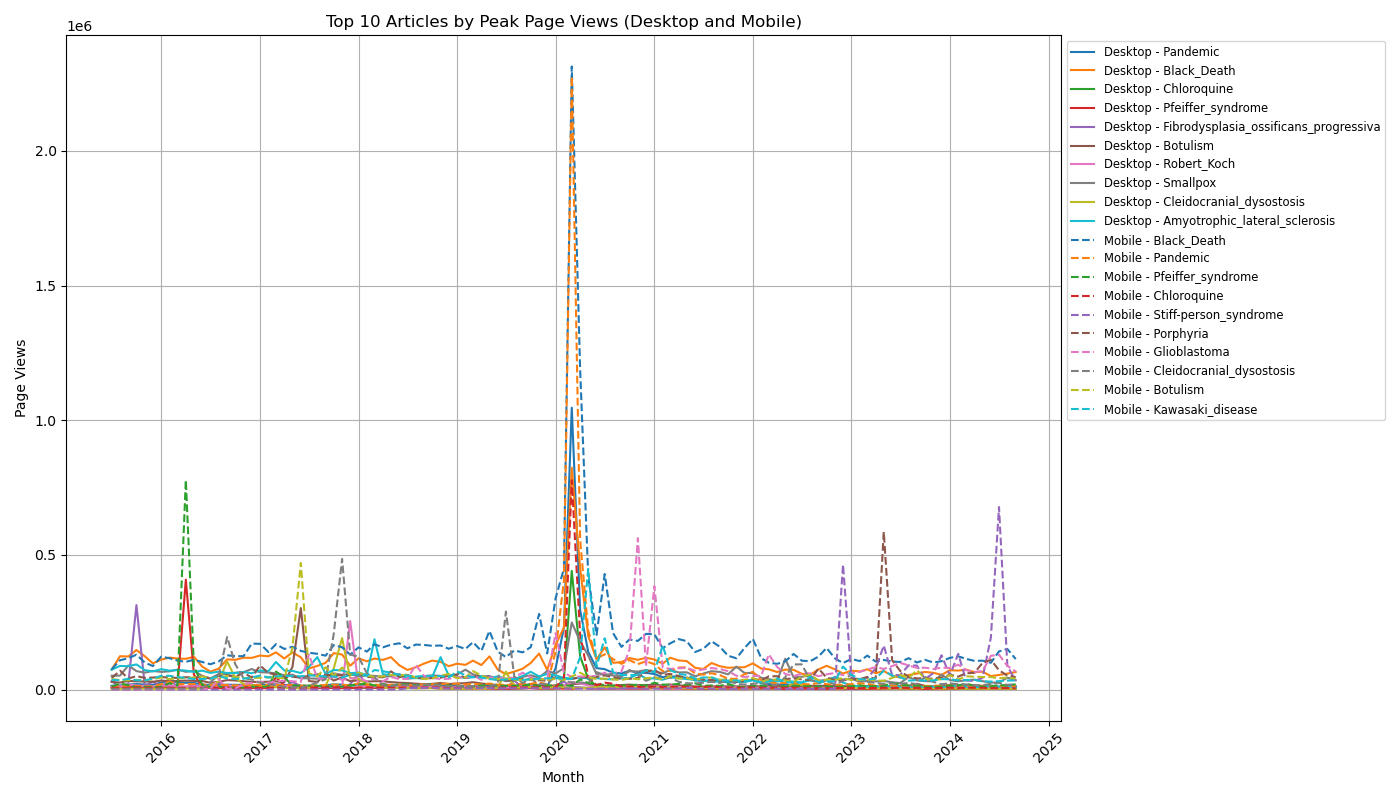 Top 10 Articles by Peak Page Views (Desktop and Mobile)
1e6
2.0
1.5
1.0
0.5
0.0
Page Views
2016
2017
2018
2019
2020
2021
2022
2023
2024
2025
Month
Desktop - Pandemic
Desktop - Black_Death
Desktop - Chloroquine
Desktop - Pfeiffer_syndrome
Desktop - Fibrodysplasia_ossificans_progressiva
Desktop - Botulism
Desktop - Robert_Koch
Desktop - Smallpox
Desktop - Cleidocranial_dysostosis
Desktop - Amyotrophic_lateral_sclerosis
Mobile - Black_Death
Mobile - Pandemic
Mobile - Pfeiffer_syndrome
Mobile - Chloroquine
Mobile - Stiff-person_syndrome
Mobile - Porphyria
Mobile - Glioblastoma
Mobile - Cleidocranial_dysostosis
Mobile - Botulism
Mobile - Kawasaki_disease